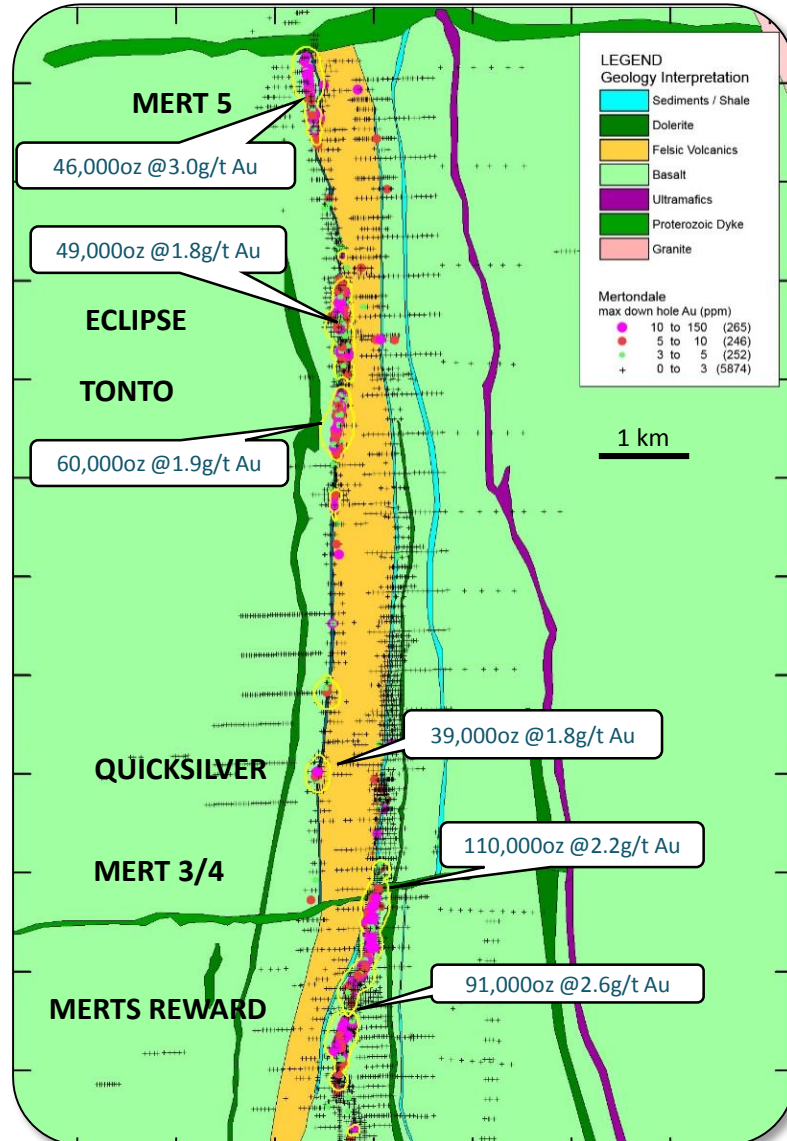 MERT 5
46,000oz @3.0g/t Au
49,000oz @1.8g/t Au
ECLIPSE
TONTO
60,000oz @1.9g/t Au
LEGEND
Geology Interpretation
Sediments / Shale
Dolerite
Felsic Volcanics
Basalt
Ultramafics
Proterozoic Dyke
Granite
Mertondale
max down hole Au (ppm)
10 to 150 (265)
5 to 10 (246)
3 to 5 (252)
0 to 3 (5874)
1 km
39,000oz @1.8g/t Au
QUICKSILVER
110,000oz @2.2g/t Au
MERT 3/4
91,000oz @2.6g/t Au
MERTS REWARD